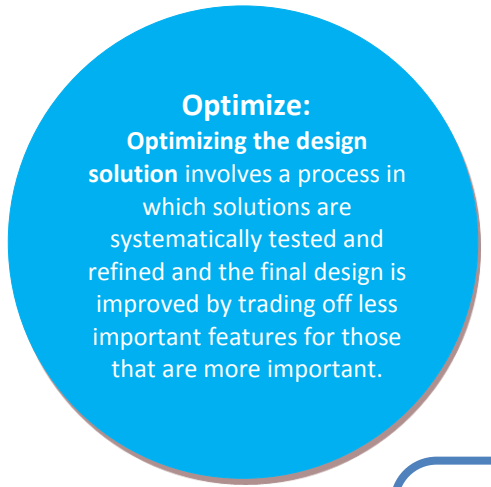 Optimize:
Optimizing the design
solution involves a process in
which solutions are
systematically tested and
refined and the final design is
improved by trading off less
important features for those
that are more important.